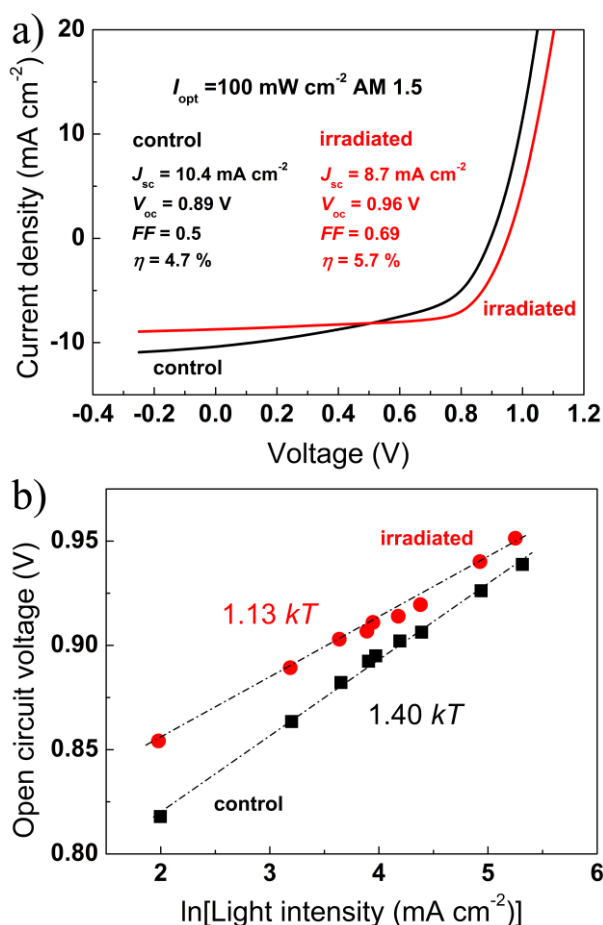 a)
20
10
0
-10
Current density (mA cm⁻²)
I_opt =100 mW cm⁻² AM 1.5
control
J_sc = 10.4 mA cm⁻²
V_oc = 0.89 V
FF = 0.5
η = 4.7 %
irradiated
J_sc = 8.7 mA cm⁻²
V_oc = 0.96 V
FF = 0.69
η = 5.7 %
irradiated
control
-0.4 -0.2 0.0 0.2 0.4 0.6 0.8 1.0 1.2
Voltage (V)
b)
0.95
0.90
0.85
0.80
Open circuit voltage (V)
irradiated
1.13 kT
1.40 kT
control
2 3 4 5 6
ln[Light intensity (mA cm⁻²)]